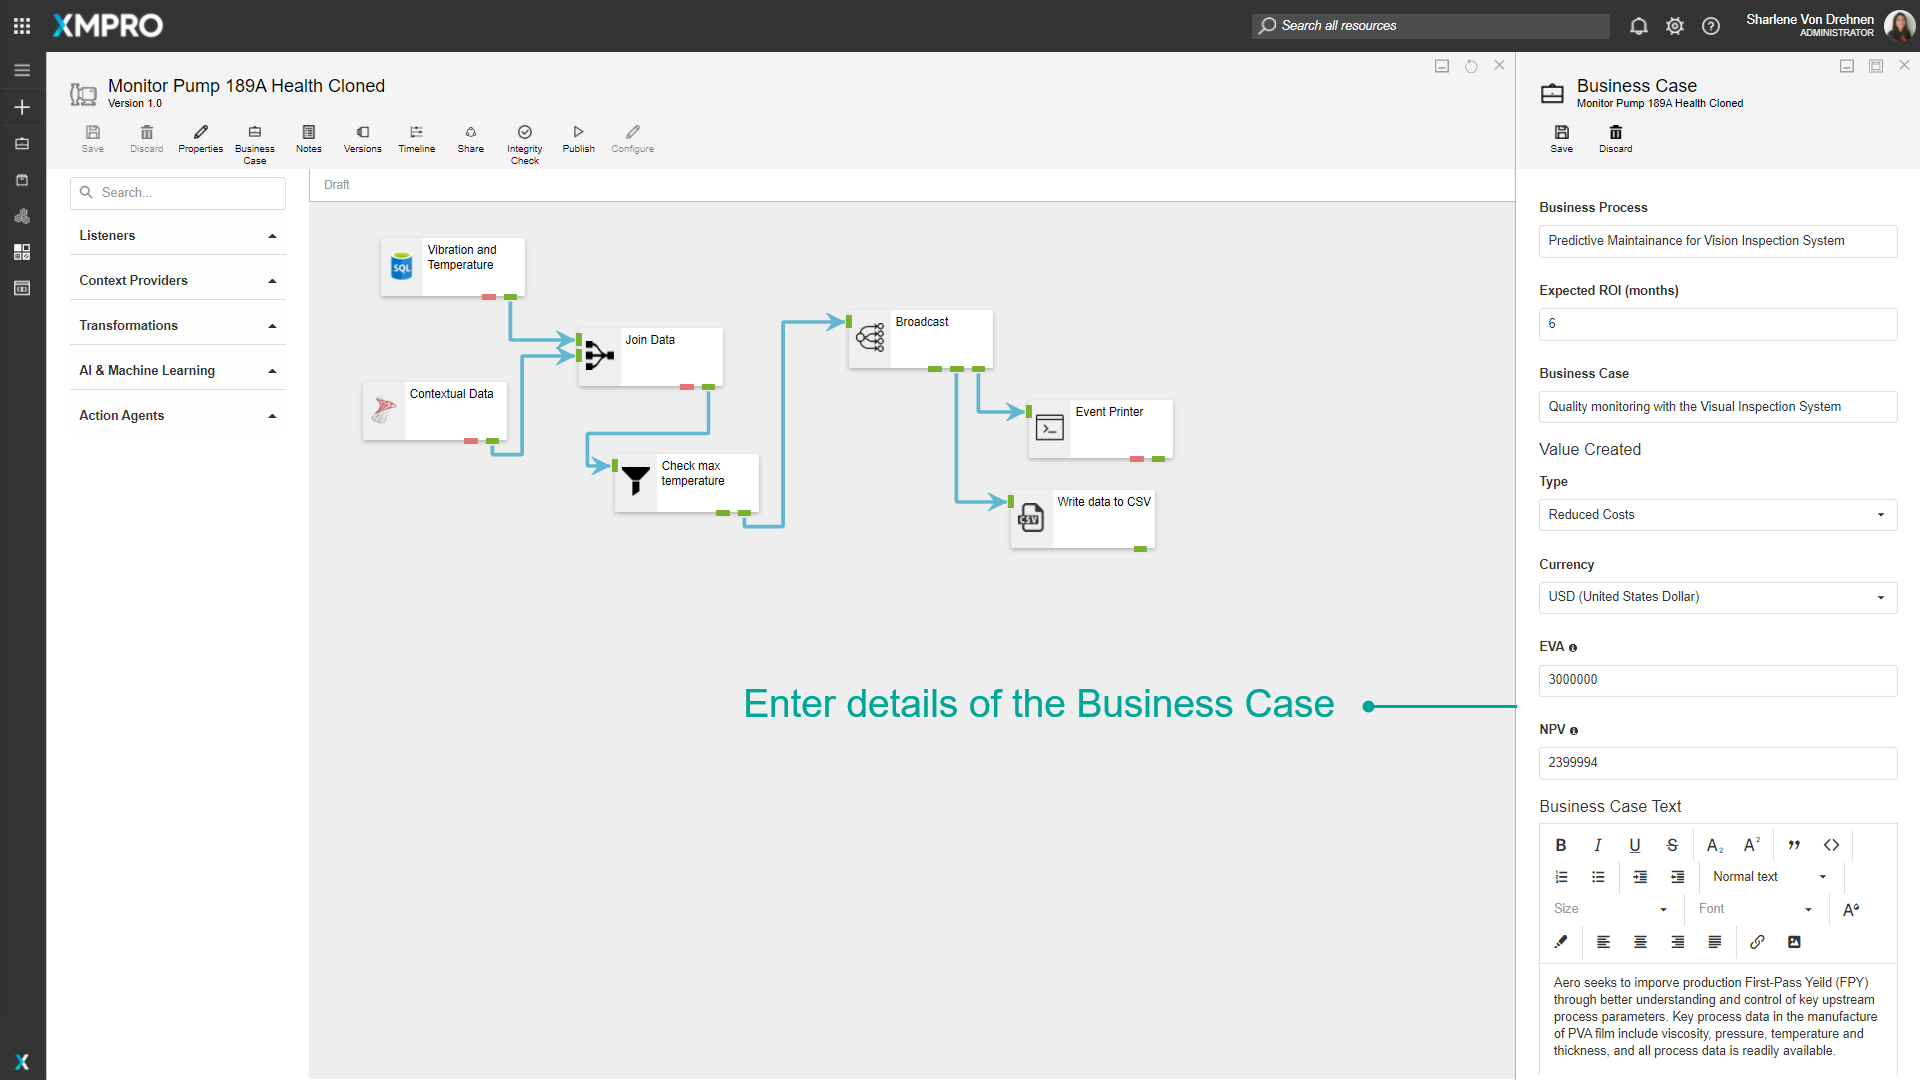 XMPRO
Search all resources
Sharlene Von Drehnen
ADMINISTRATOR
Monitor Pump 189A Health Cloned
Version 1.0
Save
Discard
Properties
Business
Case
Notes
Versions
Timeline
Share
Integrity
Check
Publish
Configure
Search...
Listeners
Context Providers
Transformations
AI & Machine Learning
Action Agents
Draft
SQL
Vibration and
Temperature
Join Data
Contextual Data
Check max
temperature
Broadcast
Event Printer
CSV
Write data to CSV
Enter details of the Business Case
Business Case
Monitor Pump 189A Health Cloned
Save
Discard
Business Process
Predictive Maintainance for Vision Inspection System
Expected ROI (months)
6
Business Case
Quality monitoring with the Visual Inspection System
Value Created
Type
Reduced Costs
Currency
USD (United States Dollar)
EVA
3000000
NPV
2399994
Business Case Text
B I U S A2 A2
Normal text
Size
Font
A
Aero seeks to imporve production First-Pass Yeild (FPY)
through better understanding and control of key upstream
process parameters. Key process data in the manufacture
of PVA film include viscosity, pressure, temperature and
thickness, and all process data is readily available.